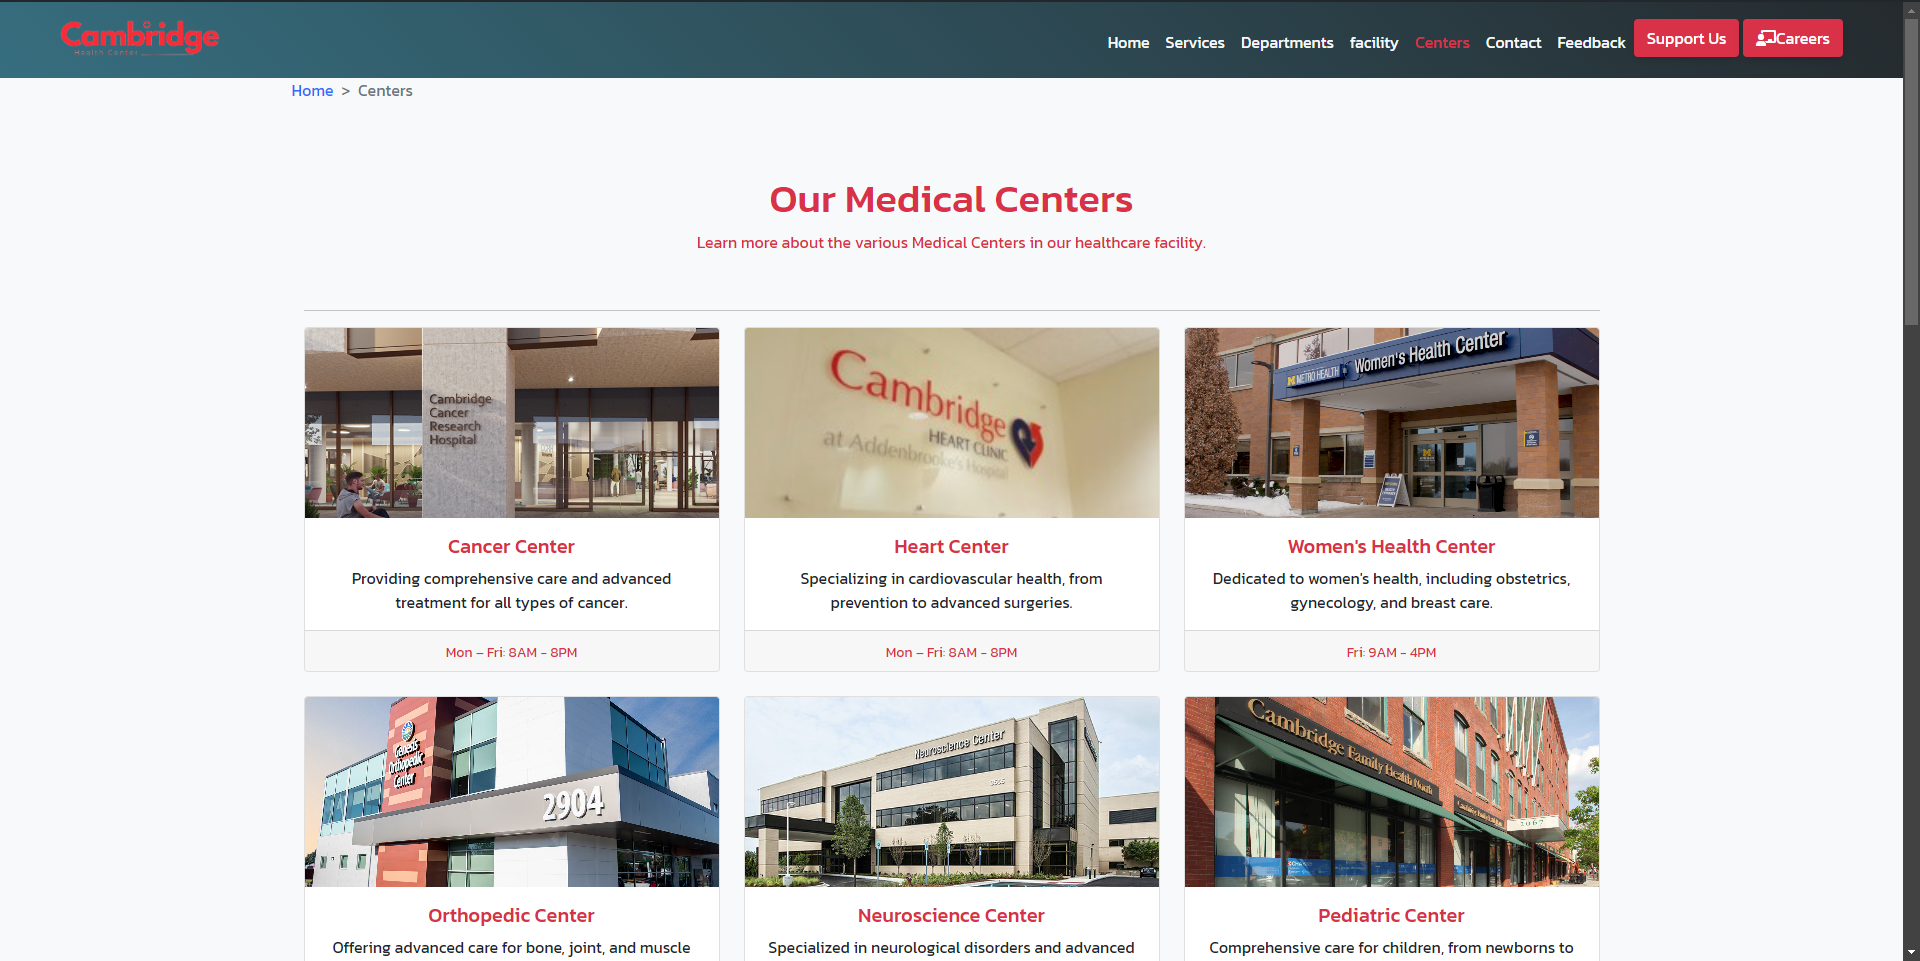 Cambridge
Health Center
Home
Services
Departments
facility
Centers
Contact
Feedback
Support Us
Careers
Home > Centers
Our Medical Centers
Learn more about the various Medical Centers in our healthcare facility.
Cambridge
Cancer
Research
Hospital
Cambridge
HEART CLINIC
at Addenbrooke's Hospital
M METRO HEALTH
Women's Health Center
Cancer Center
Providing comprehensive care and advanced
treatment for all types of cancer.
Mon – Fri: 8AM - 8PM
Heart Center
Specializing in cardiovascular health, from
prevention to advanced surgeries.
Mon – Fri: 8AM - 8PM
Women's Health Center
Dedicated to women's health, including obstetrics,
gynecology, and breast care.
Fri: 9AM - 4PM
Genesis
Orthopedic
Center
2904
Neuroscience Center
Cambridge Family Health North
Orthopedic Center
Offering advanced care for bone, joint, and muscle
Neuroscience Center
Specialized in neurological disorders and advanced
Pediatric Center
Comprehensive care for children, from newborns to